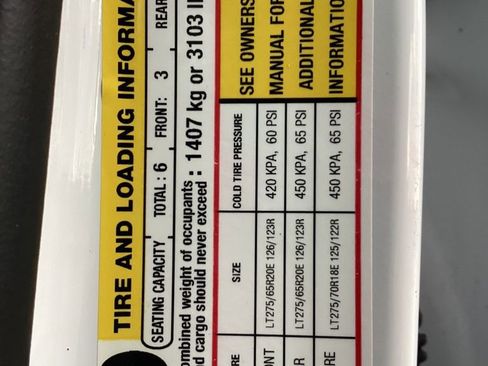 TIRE AND LOADING INFORMA
SEATING CAPACITY TOTAL: 6 FRONT: 3 REAR
ombined weight of occupants
d cargo should never exceed : 1407 kg or 3103 l
RE SIZE COLD TIRE PRESSURE
NT LT275/65R20E 126/123R 420 KPA, 60 PSI
R LT275/65R20E 126/123R 450 KPA, 65 PSI
RE LT275/70R18E 125/122R 450 KPA, 65 PSI
SEE OWNERS
MANUAL FOR
ADDITIONAL
INFORMATION